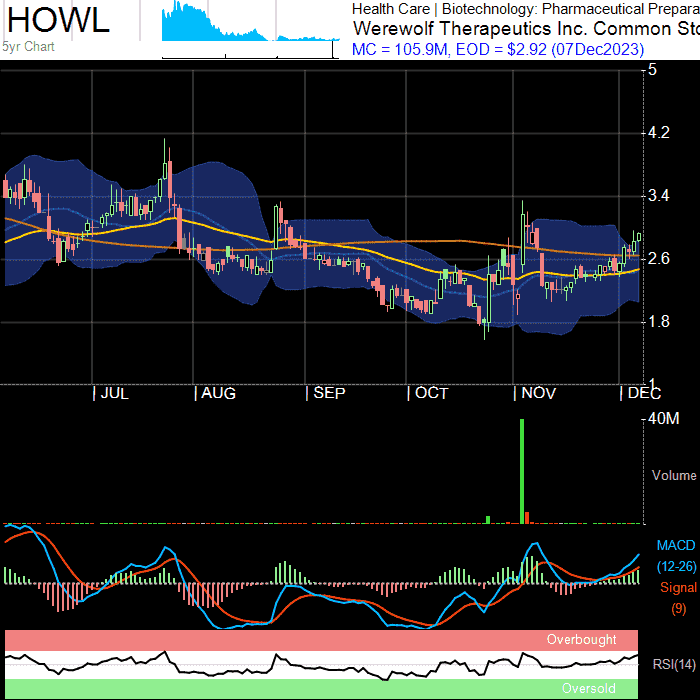 HOWL
5yr Chart
Health Care | Biotechnology: Pharmaceutical Prepara
Werewolf Therapeutics Inc. Common Sto
MC = 105.9M, EOD = $2.92 (07Dec2023)
5
4.2
3.4
2.6
1.8
1
JUL
AUG
SEP
OCT
NOV
DEC
40M
Volume
MACD
(12-26)
Signal
(9)
Overbought
RSI(14)
Oversold